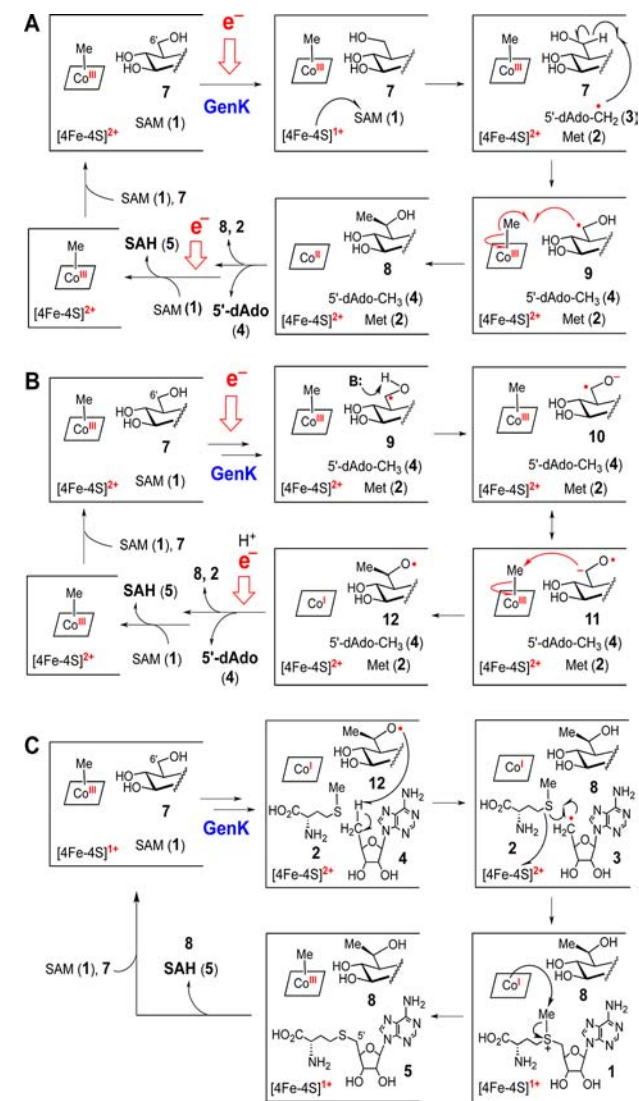 A
Me
Co^III
6'
OH
HO
HO
7
SAM (1)
[4Fe-4S]2+
e−
GenK
Me
Co^III
OH
HO
HO
7
[4Fe-4S]1+
SAM (1)
Me
Co^III
HO
H
HO
HO
7
5'-dAdo-CH2 (3)
[4Fe-4S]2+
Met (2)
SAM (1), 7
Me
Co^III
[4Fe-4S]2+
SAH (5)
e−
8, 2
SAM (1)
5'-dAdo
(4)
Me
OH
HO
HO
Co^II
8
5'-dAdo-CH3 (4)
[4Fe-4S]2+
Met (2)
Me
Co^III
OH
HO
HO
9
5'-dAdo-CH3 (4)
[4Fe-4S]2+
Met (2)
B
Me
Co^III
6'
OH
HO
HO
7
SAM (1)
[4Fe-4S]2+
e−
GenK
Me
Co^III
B:
H
O
HO
HO
9
5'-dAdo-CH3 (4)
[4Fe-4S]2+
Met (2)
Me
Co^III
O−
HO
HO
10
5'-dAdo-CH3 (4)
[4Fe-4S]2+
Met (2)
SAM (1), 7
Me
Co^III
[4Fe-4S]2+
SAH (5)
H+
e−
8, 2
SAM (1)
5'-dAdo
(4)
Me
O•
HO
HO
Co^I
12
5'-dAdo-CH3 (4)
[4Fe-4S]2+
Met (2)
Me
Co^III
−
O•
HO
HO
11
5'-dAdo-CH3 (4)
[4Fe-4S]2+
Met (2)
C
Me
Co^III
6'
OH
HO
HO
7
SAM (1)
[4Fe-4S]1+
GenK
Me
O•
HO
HO
Co^I
12
Me
HO2C
S
NH2
2
H
H2C
O
NH2
N
N
N
N
4
OH OH
[4Fe-4S]2+
Me
OH
HO
HO
Co^I
8
Me
HO2C
S
NH2
2
H2C
O
NH2
N
N
N
N
3
OH OH
[4Fe-4S]2+
SAM (1), 7
8
SAH (5)
Me
Co^III
Me
OH
HO
HO
8
HO2C
S
5'
NH2
O
NH2
N
N
N
N
5
OH OH
[4Fe-4S]1+
Me
OH
HO
HO
Co^I
8
Me
HO2C
S
+
NH2
O
NH2
N
N
N
N
1
OH OH
[4Fe-4S]1+